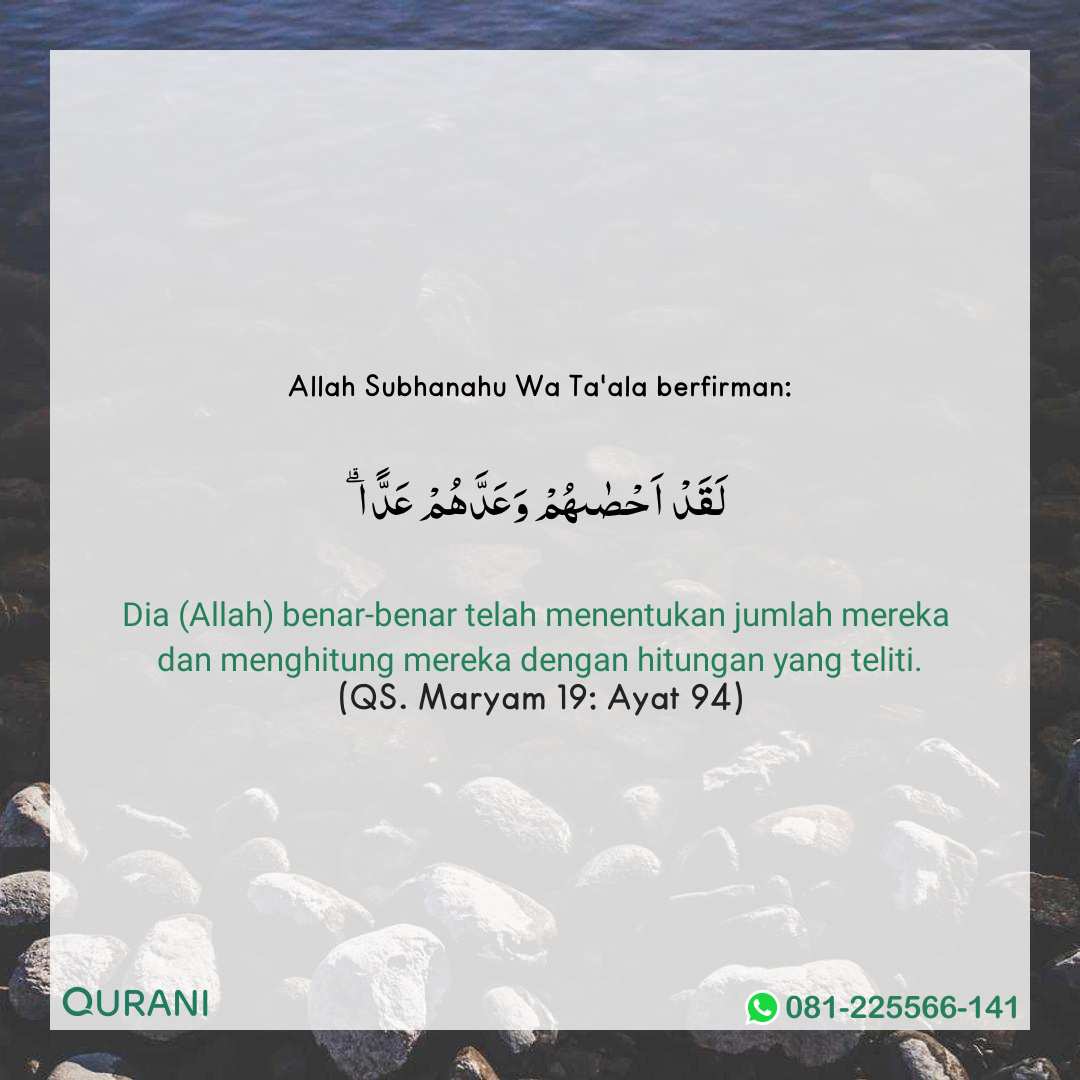 Allah Subhanahu Wa Ta'ala berfirman:
لَقَدْ اَحْصٰىهُمْ وَعَدَّهُمْ عَدًّاۗ
Dia (Allah) benar-benar telah menentukan jumlah mereka
dan menghitung mereka dengan hitungan yang teliti.
(QS. Maryam 19: Ayat 94)
QURANI
081-225566-141